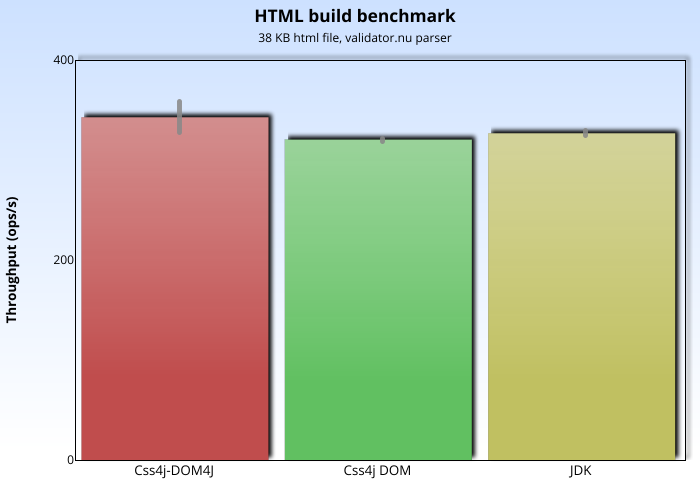 HTML build benchmark
38 KB html file, validator.nu parser
Throughput (ops/s)
400
200
0
Css4j-DOM4J
Css4j DOM
JDK